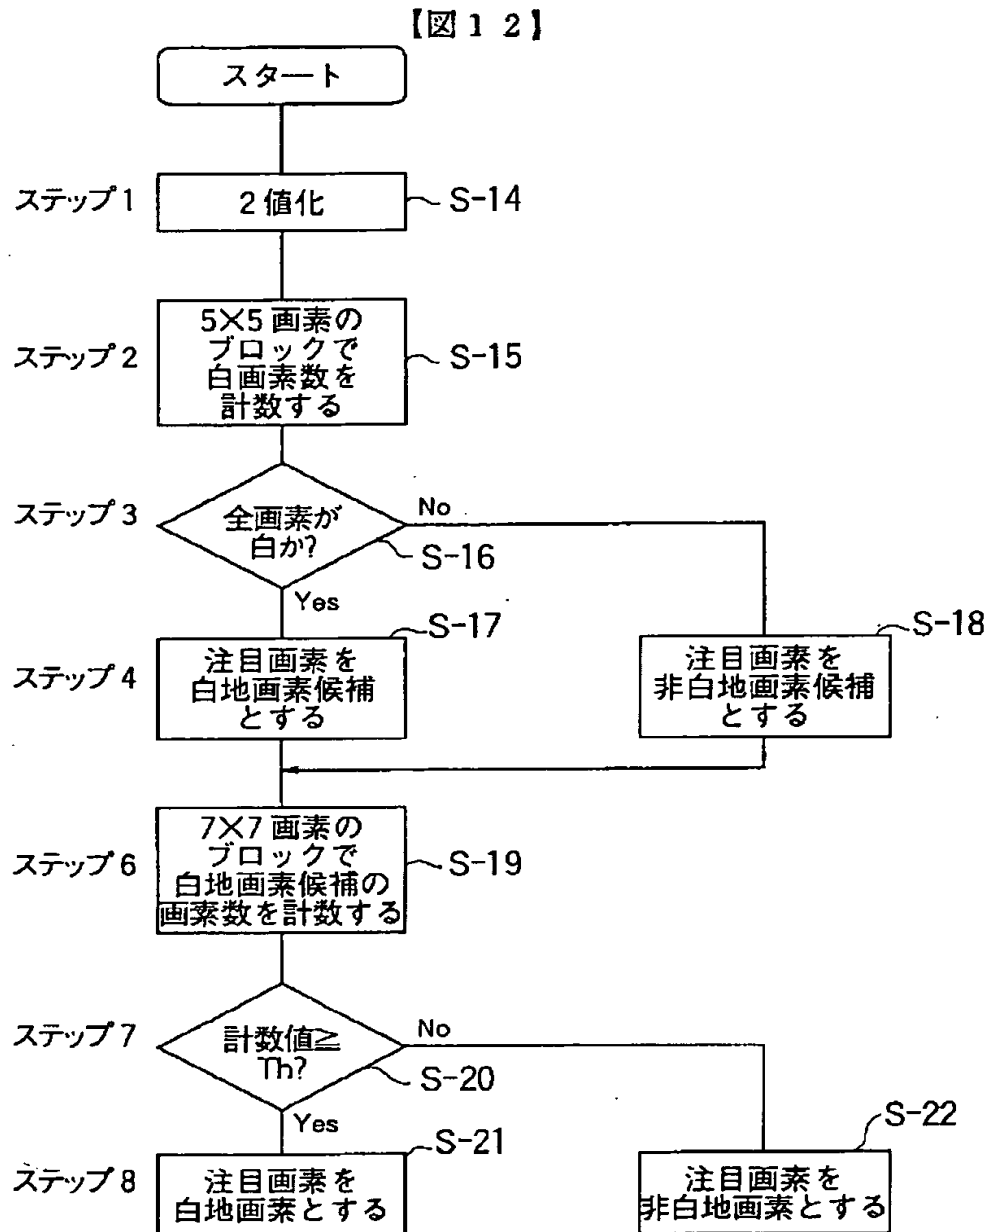 【図１２】
スタート
ステップ1
2値化
S-14
ステップ2
5×5画素の
ブロックで
白画素数を
計数する
S-15
ステップ3
全画素が
白か?
No
S-16
Yes
S-17
S-18
ステップ4
注目画素を
白地画素候補
とする
注目画素を
非白地画素候補
とする
ステップ6
7×7画素の
ブロックで
白地画素候補の
画素数を計数する
S-19
ステップ7
計数値≧
Th?
No
S-20
Yes
S-21
S-22
ステップ8
注目画素を
白地画素とする
注目画素を
非白地画素とする